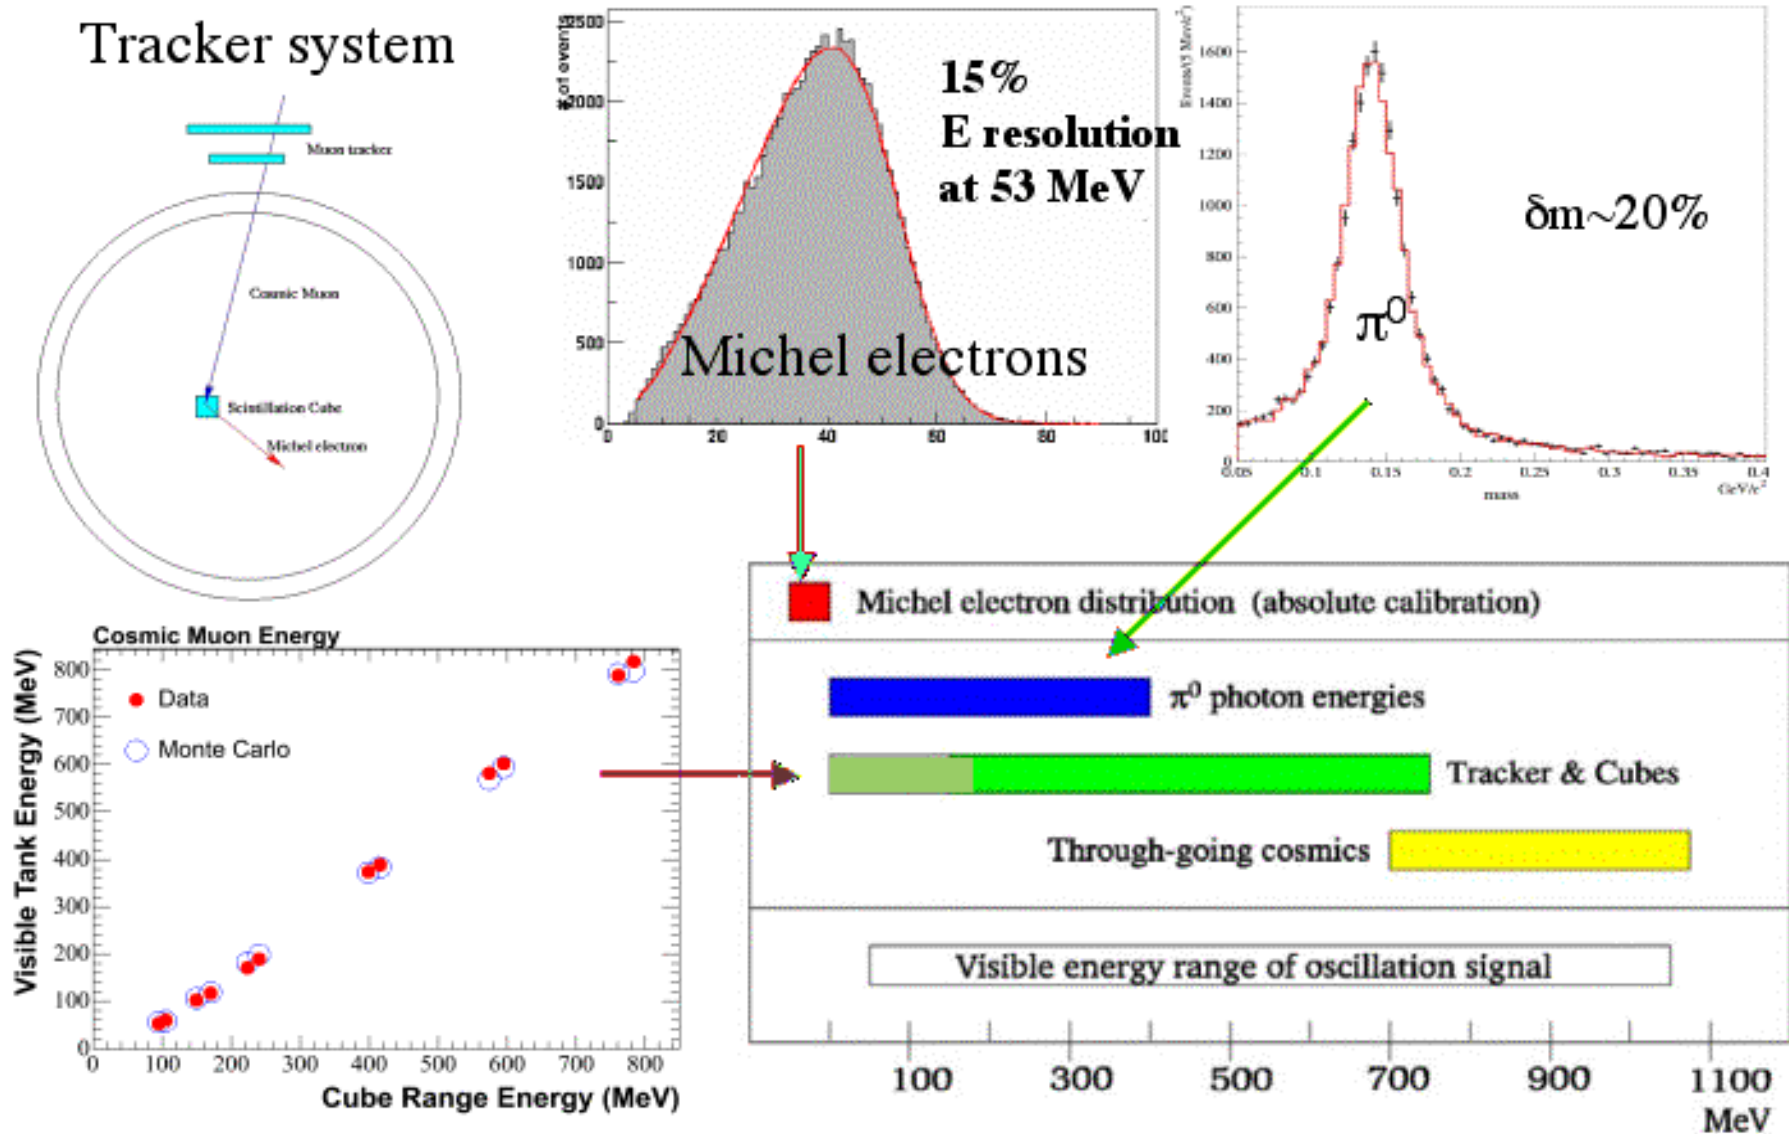 Tracker system
Muon tracker
Cosmic Muon
Scintillation Cube
Michel electron
# of events
2500
2000
1500
1000
500
0
0 20 40 60 80 100
15%
E resolution
at 53 MeV
Michel electrons
Events/(5 MeV/c²)
1600
1400
1200
1000
800
600
400
200
0
0.05 0.1 0.15 0.2 0.25 0.3 0.35 0.4
mass
GeV/c²
δm~20%
π⁰
Cosmic Muon Energy
Visible Tank Energy (MeV)
800
700
600
500
400
300
200
100
0
Data
Monte Carlo
0 100 200 300 400 500 600 700 800
Cube Range Energy (MeV)
Michel electron distribution (absolute calibration)
π⁰ photon energies
Tracker & Cubes
Through-going cosmics
Visible energy range of oscillation signal
100 300 500 700 900 1100
MeV